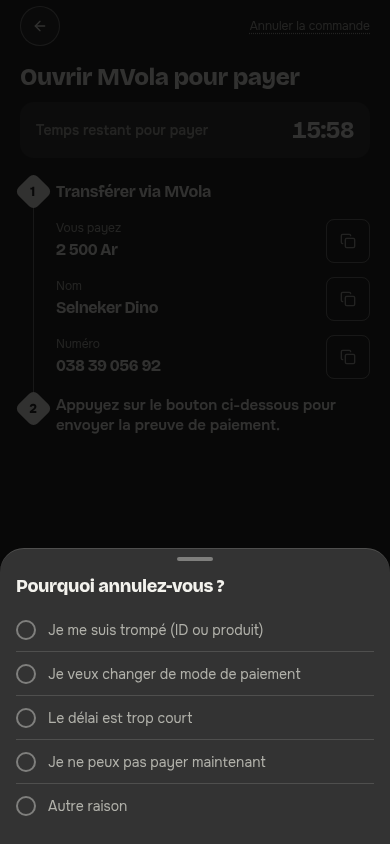 Annuler la commande
Ouvrir MVola pour payer
Temps restant pour payer 15:58
1 Transférer via MVola
Vous payez
2 500 Ar
Nom
Selneker Dino
Numéro
038 39 056 92
2 Appuyez sur le bouton ci-dessous pour
envoyer la preuve de paiement.
Pourquoi annulez-vous ?
Je me suis trompé (ID ou produit)
Je veux changer de mode de paiement
Le délai est trop court
Je ne peux pas payer maintenant
Autre raison